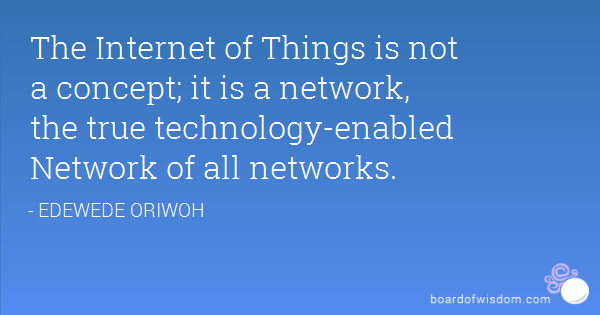 The Internet of Things is not
a concept; it is a network,
the true technology-enabled
Network of all networks.
- EDEWEDE ORIWOH
boardofwisdom.com